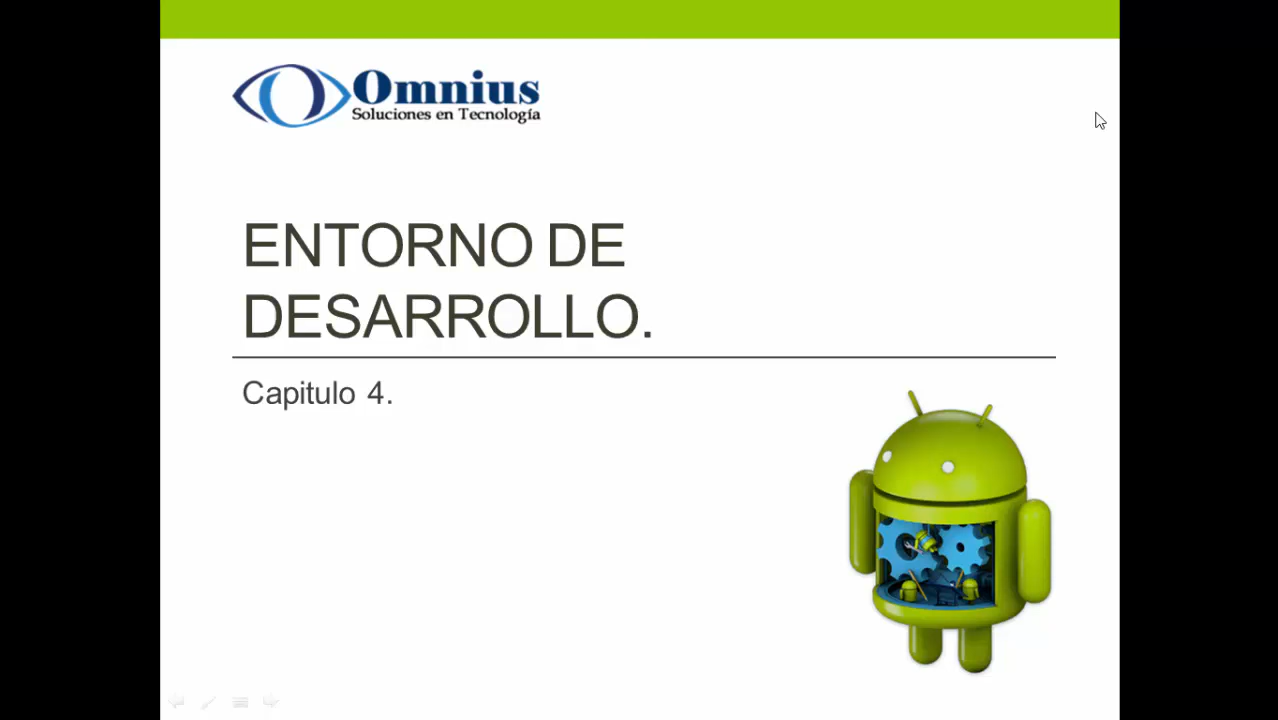 Omnius
Soluciones en Tecnología
ENTORNO DE
DESARROLLO.
Capitulo 4.